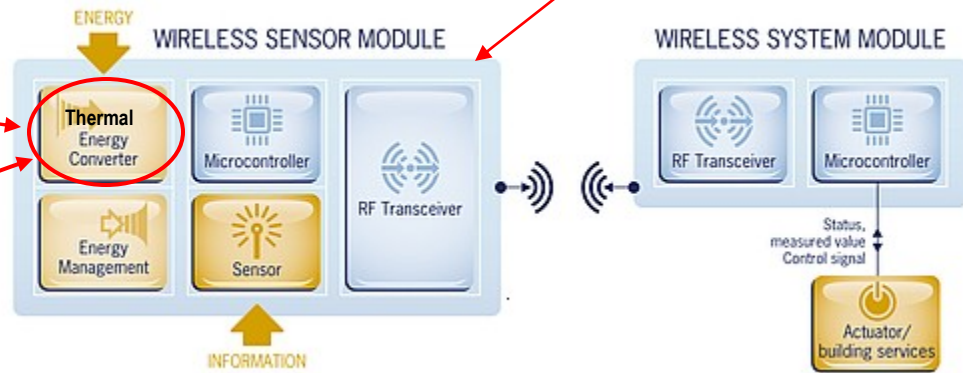 ENERGY
WIRELESS SENSOR MODULE
Thermal
Energy
Converter
Microcontroller
RF Transceiver
Energy
Management
Sensor
INFORMATION
WIRELESS SYSTEM MODULE
RF Transceiver
Microcontroller
Status,
measured value
Control signal
Actuator/
building services